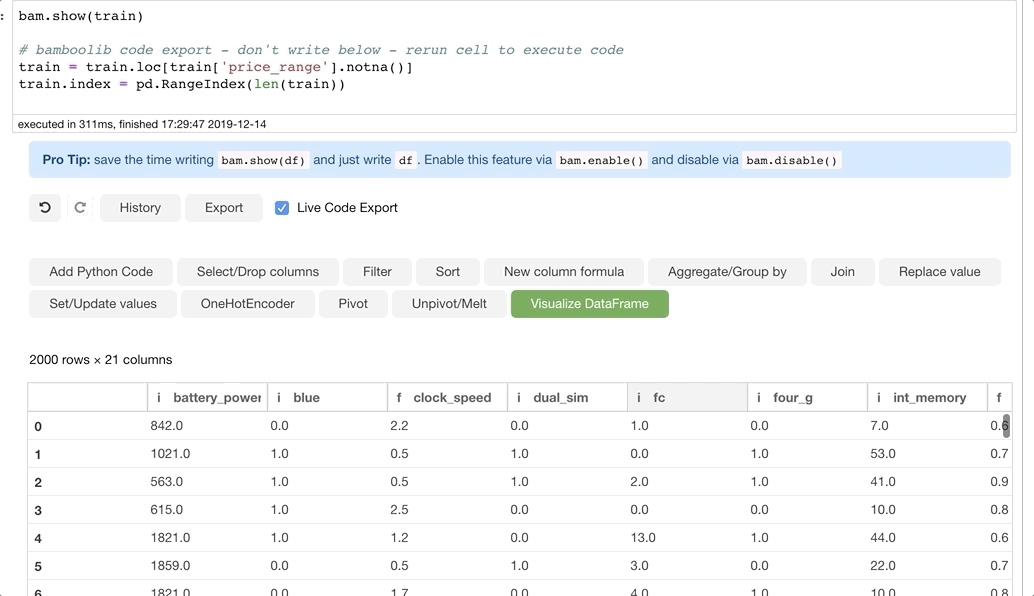 : bam.show(train)
# bamboolib code export - don't write below - rerun cell to execute code
train = train.loc[train['price_range'].notna()]
train.index = pd.RangeIndex(len(train))
executed in 311ms, finished 17:29:47 2019-12-14
Pro Tip: save the time writing bam.show(df) and just write df . Enable this feature via bam.enable() and disable via bam.disable()
History Export Live Code Export
Add Python Code Select/Drop columns Filter Sort New column formula Aggregate/Group by Join Replace value
Set/Update values OneHotEncoder Pivot Unpivot/Melt Visualize DataFrame
2000 rows × 21 columns
i battery_power i blue f clock_speed i dual_sim i fc i four_g i int_memory f
0 842.0 0.0 2.2 0.0 1.0 0.0 7.0 0.6
1 1021.0 1.0 0.5 1.0 0.0 1.0 53.0 0.7
2 563.0 1.0 0.5 1.0 2.0 1.0 41.0 0.9
3 615.0 1.0 2.5 0.0 0.0 0.0 10.0 0.8
4 1821.0 1.0 1.2 0.0 13.0 1.0 44.0 0.6
5 1859.0 0.0 0.5 1.0 3.0 0.0 22.0 0.7
6 1821.0 0.0 1.7 0.0 4.0 1.0 10.0 0.8